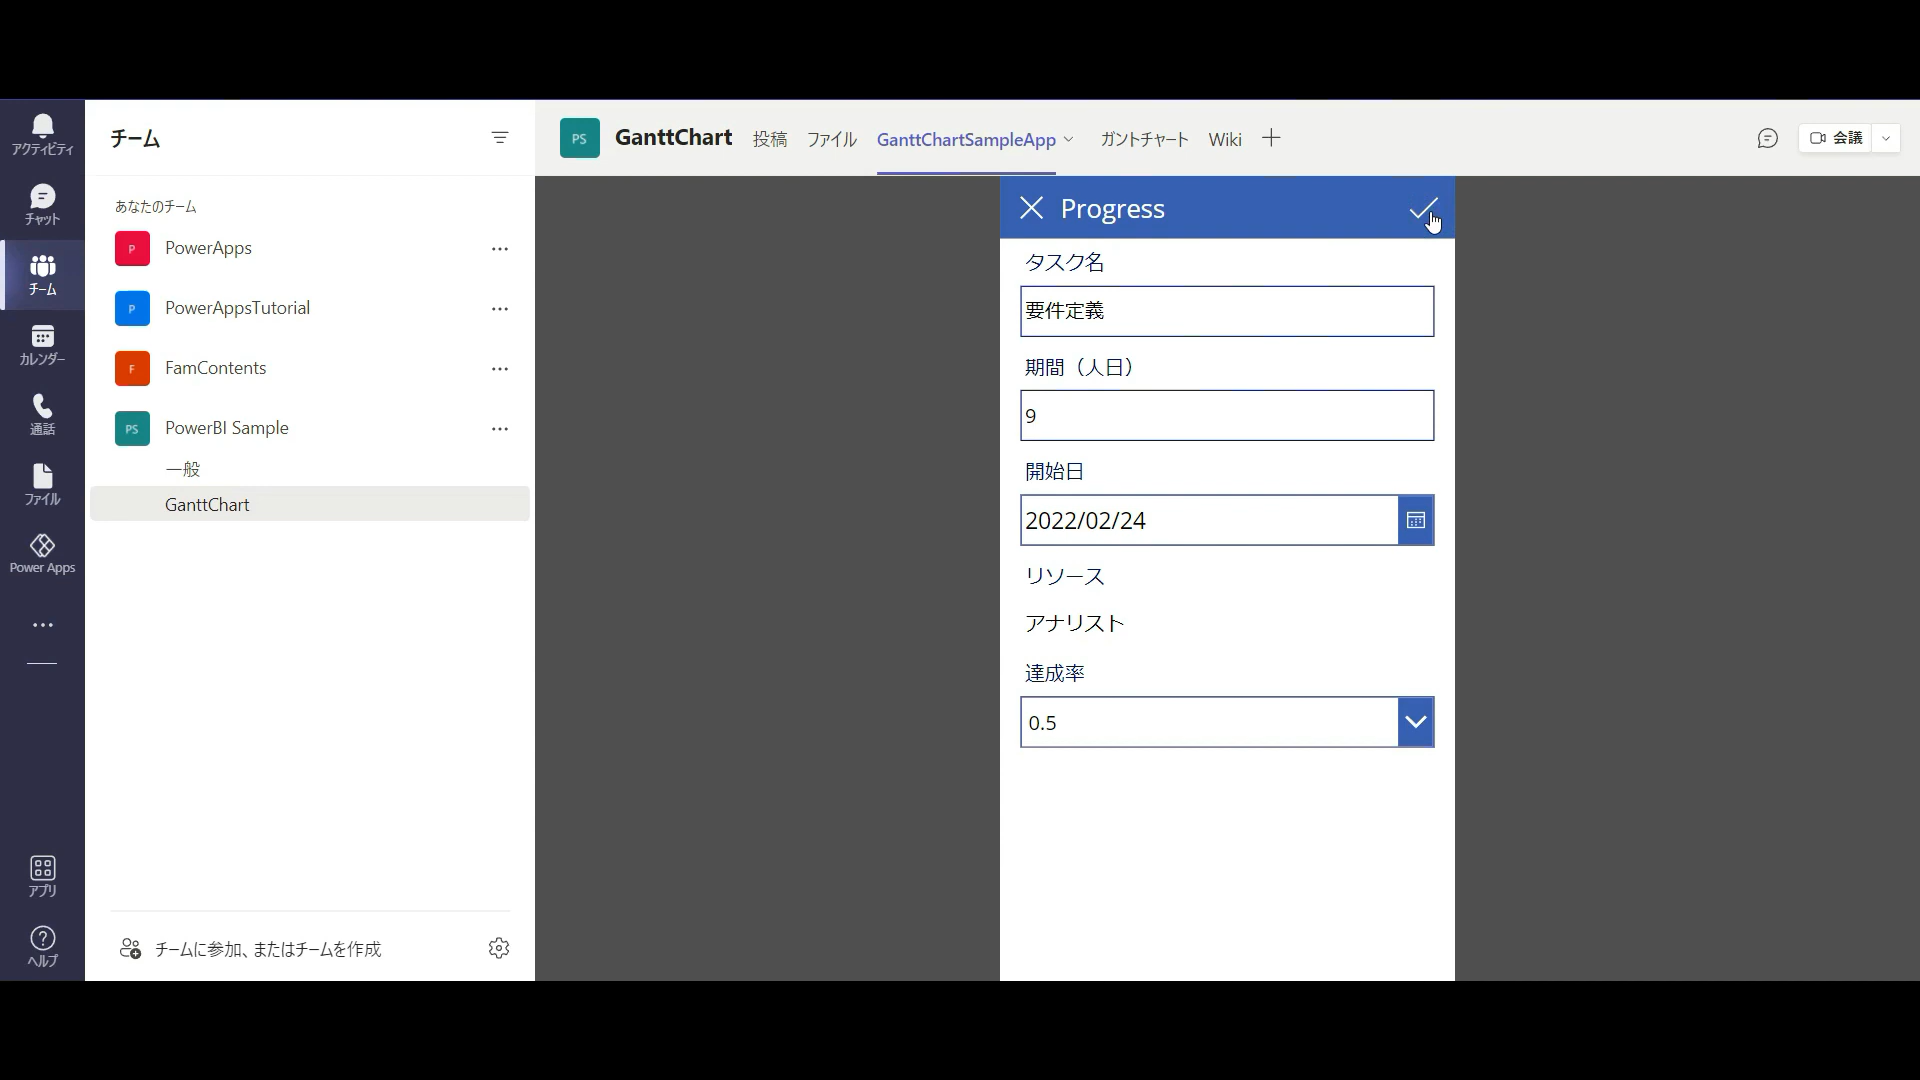 アクティビティ
チャット
チーム
カレンダー
通話
ファイル
Power Apps
アプリ
ヘルプ
チーム
あなたのチーム
P PowerApps
P PowerAppsTutorial
F FamContents
PS PowerBI Sample
一般
GanttChart
チームに参加、またはチームを作成
PS GanttChart 投稿 ファイル GanttChartSampleApp ガントチャート Wiki 会議
Progress
タスク名
要件定義
期間（人日）
9
開始日
2022/02/24
リソース
アナリスト
達成率
0.5